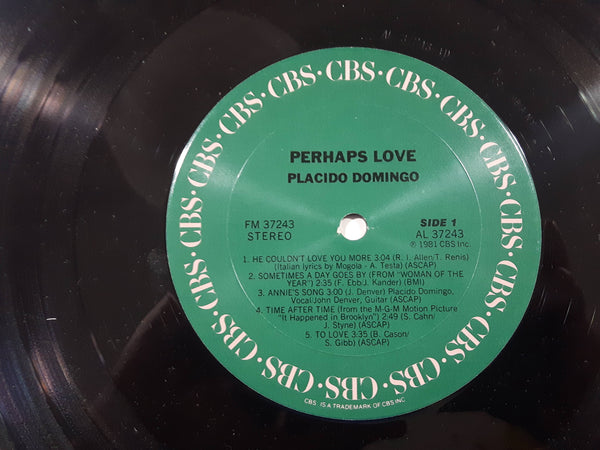 CBS · CBS · CBS · CBS · CBS · CBS · CBS · CBS · CBS · CBS · CBS · CBS · CBS · CBS · CBS · CBS · CBS · CBS
PERHAPS LOVE
PLACIDO DOMINGO
FM 37243
STEREO
SIDE 1
AL 37243
℗ 1981 CBS Inc.
1. HE COULDN'T LOVE YOU MORE 3:04 (R. I. Allen/T. Renis)
(Italian lyrics by Mogola - A. Testa) (ASCAP)
2. SOMETIMES A DAY GOES BY (FROM "WOMAN OF THE
YEAR") 2:35 (F. Ebb/J. Kander) (BMI)
3. ANNIE'S SONG 3:00 (J. Denver) Placido Domingo,
Vocal/John Denver, Guitar (ASCAP)
4. TIME AFTER TIME (from the M-G-M Motion Picture
"It Happened in Brooklyn") 2:49 (S. Cahn/
J. Styne) (ASCAP)
5. TO LOVE 3:35 (B. Cason/
S. Gibb) (ASCAP)
CBS IS A TRADEMARK OF CBS INC.